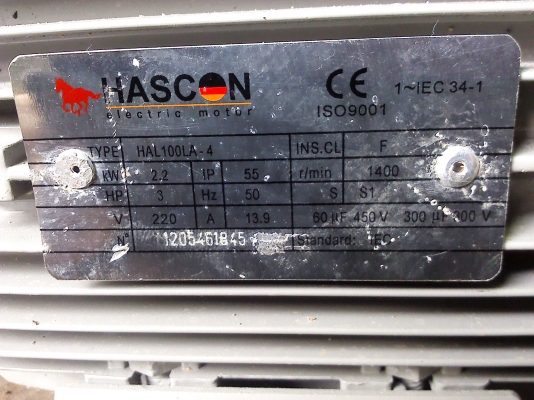 HASCON
electric motor
CE
ISO9001
1~IEC 34-1
TYPE HAL100LA-4 INS.CL F
kW 2.2 IP 55 r/min 1400
HP 3 Hz 50 S S1
V 220 A 13.9 60 µF 450 V 300 µF 300 V
N° 1205461845 Standard: IEC